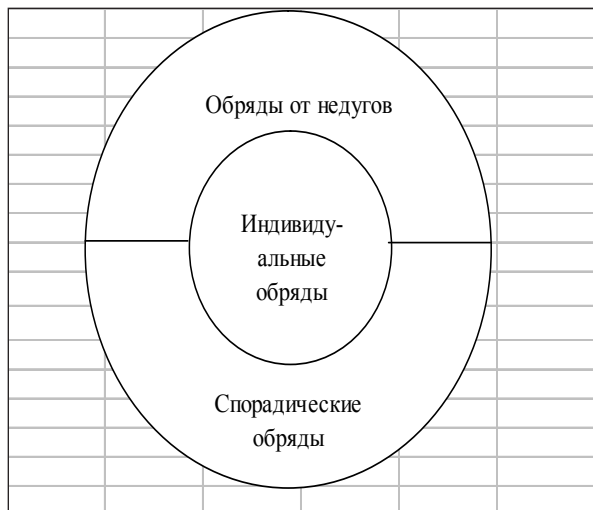 Обряды от недугов
Индивиду-
альные
обряды
Спорадические
обряды